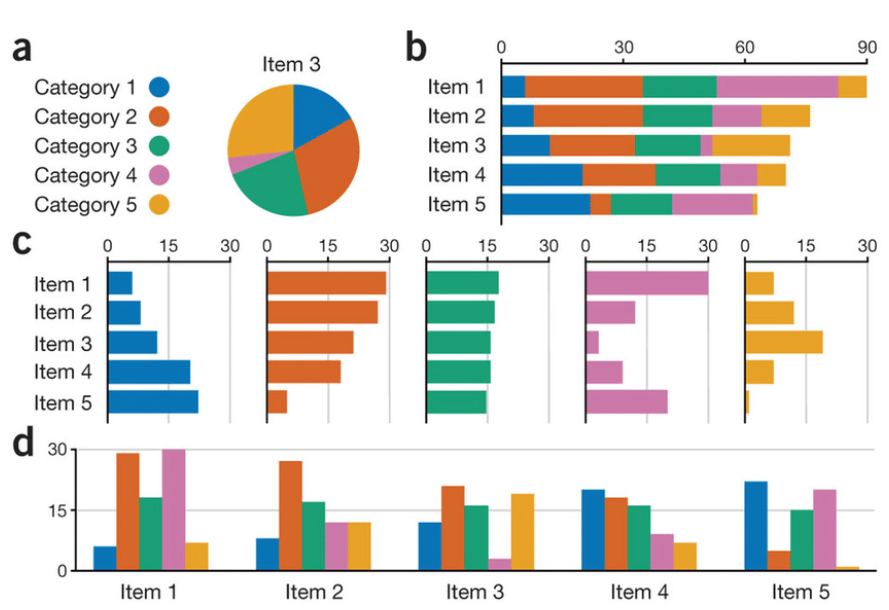 a
Item 3
Category 1
Category 2
Category 3
Category 4
Category 5
b
0 30 60 90
Item 1
Item 2
Item 3
Item 4
Item 5
c
0 15 30 0 15 30 0 15 30 0 15 30 0 15 30
Item 1
Item 2
Item 3
Item 4
Item 5
d
30
15
0
Item 1 Item 2 Item 3 Item 4 Item 5